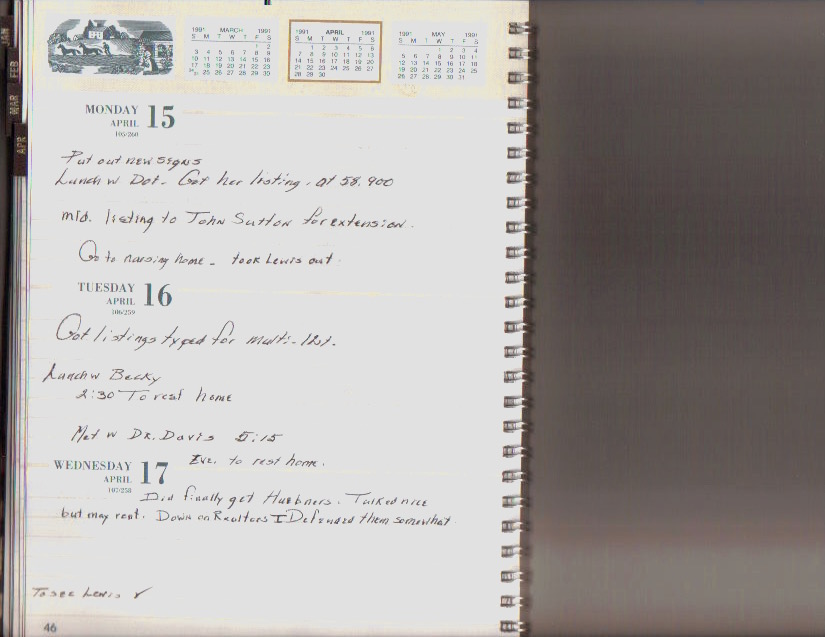 JAN
FEB
MAR
APR
1991 MARCH 1991
S M T W T F S
1 2
3 4 5 6 7 8 9
10 11 12 13 14 15 16
17 18 19 20 21 22 23
24/31 25 26 27 28 29 30
1991 APRIL 1991
S M T W T F S
1 2 3 4 5 6
7 8 9 10 11 12 13
14 15 16 17 18 19 20
21 22 23 24 25 26 27
28 29 30
1991 MAY 1991
S M T W T F S
1 2 3 4
5 6 7 8 9 10 11
12 13 14 15 16 17 18
19 20 21 22 23 24 25
26 27 28 29 30 31
MONDAY 15
APRIL
105/260
Put out new signs
Lunch w Dot. Got her listing. at 58,900
mld. listing to John Sutton for extension.
Go to nursing home - took Lewis out.
TUESDAY 16
APRIL
106/259
Got listings typed for multi-list.
Lunch w Becky
2:30 To rest home
Met w Dr. Davis 5:15
Eve. to rest home.
WEDNESDAY 17
APRIL
107/258
Did finally get Huebners. Talked nice
but may rent. Down on Realtors I Defended them somewhat.
To see Lewis ✓
46